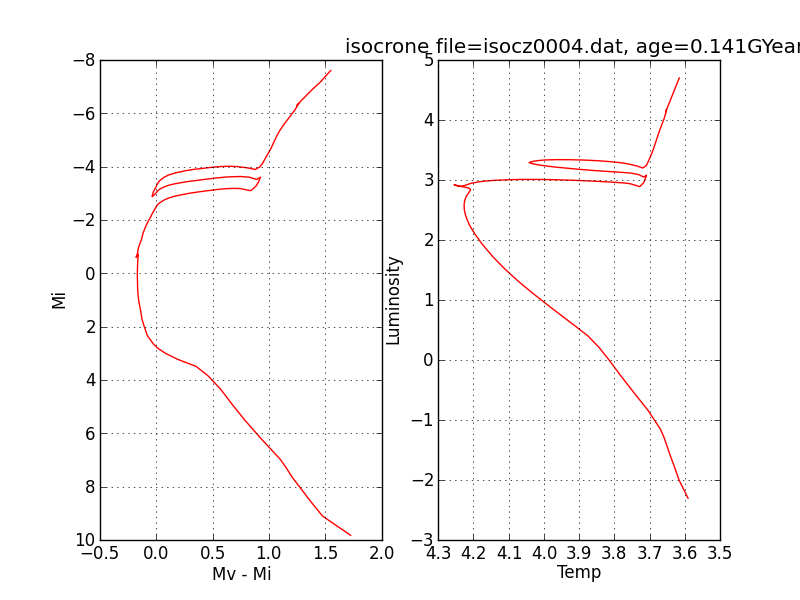 isocrone file=isocz0004.dat, age=0.141GYear
−8
−6
−4
−2
0
2
4
6
8
10
Mi
−0.5 0.0 0.5 1.0 1.5 2.0
Mv - Mi
5
4
3
2
1
0
−1
−2
−3
Luminosity
4.3 4.2 4.1 4.0 3.9 3.8 3.7 3.6 3.5
Temp